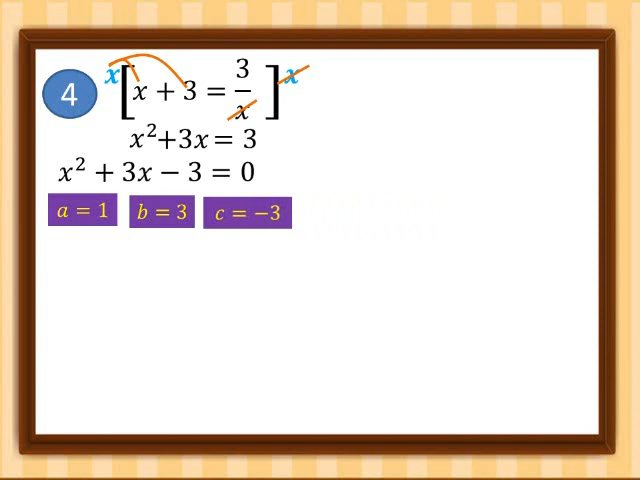 4
x[x + 3 = 3/x]x
x²+3x = 3
x² + 3x − 3 = 0
a = 1 b = 3 c = −3